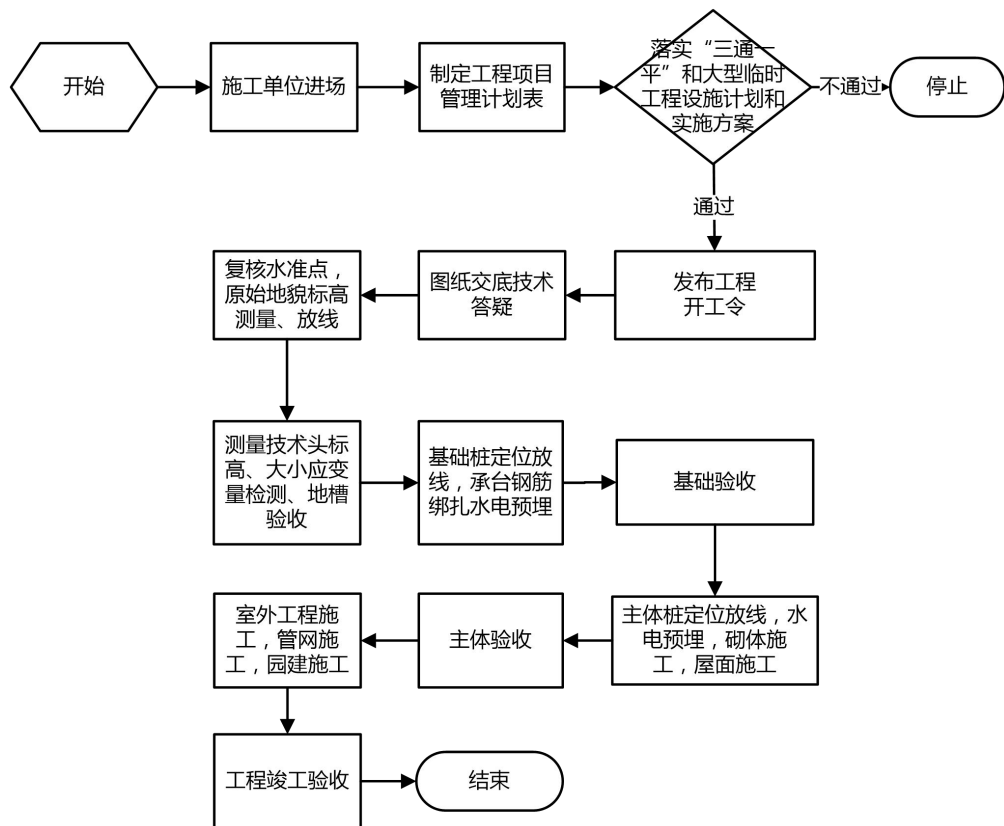 开始
施工单位进场
制定工程项目
管理计划表
落实“三通一
平”和大型临时
工程设施计划和
实施方案
不通过
停止
通过
发布工程
开工令
图纸交底技术
答疑
复核水准点，
原始地貌标高
测量、放线
测量技术头标
高、大小应变
量检测、地槽
验收
基础桩定位放
线，承台钢筋
绑扎水电预埋
基础验收
主体桩定位放线，水
电预埋，砌体施
工，屋面施工
主体验收
室外工程施
工，管网施
工，园建施工
工程竣工验收
结束